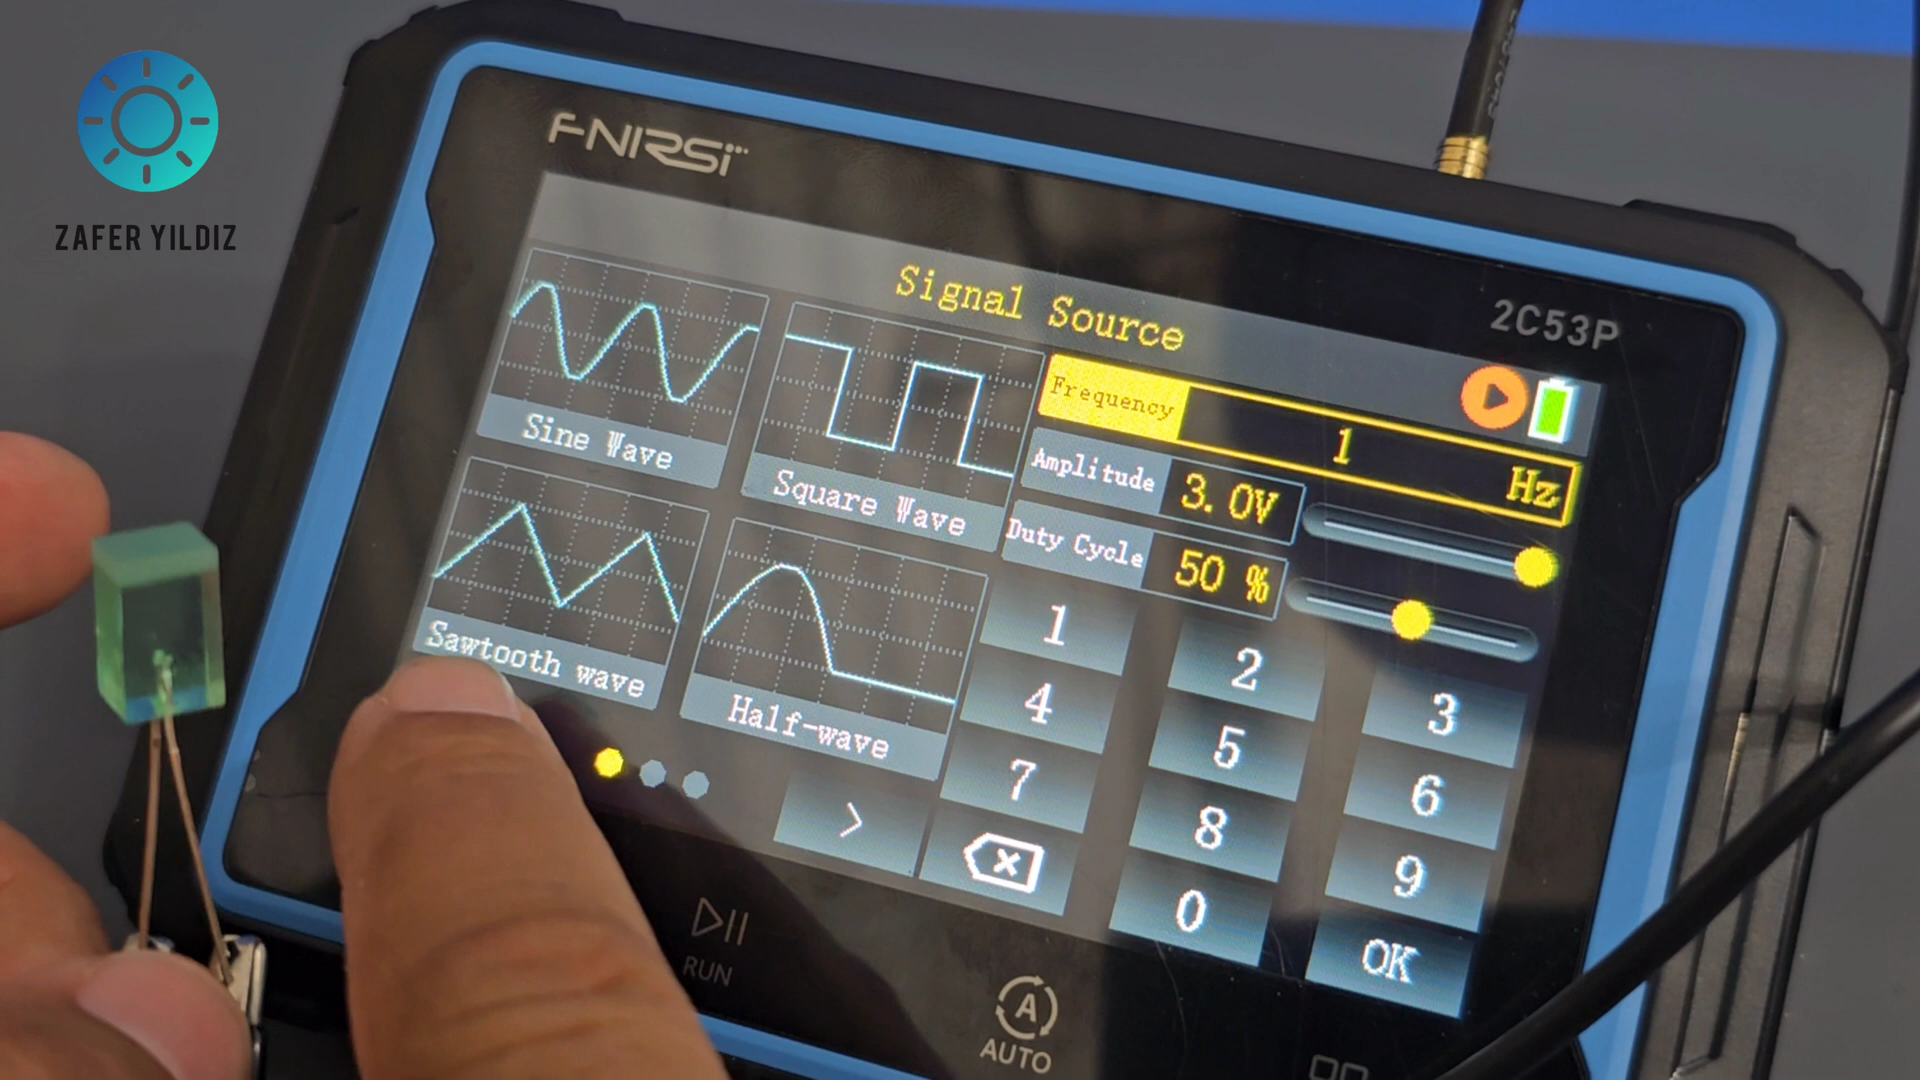 ZAFER YILDIZ
FNIRSI
2C53P
Signal Source
Sine Wave
Square Wave
Sawtooth wave
Half-wave
Frequency
1
Hz
Amplitude
3.0V
Duty Cycle
50 %
1
2
3
4
5
6
7
8
9
>
0
OK
RUN
A
AUTO